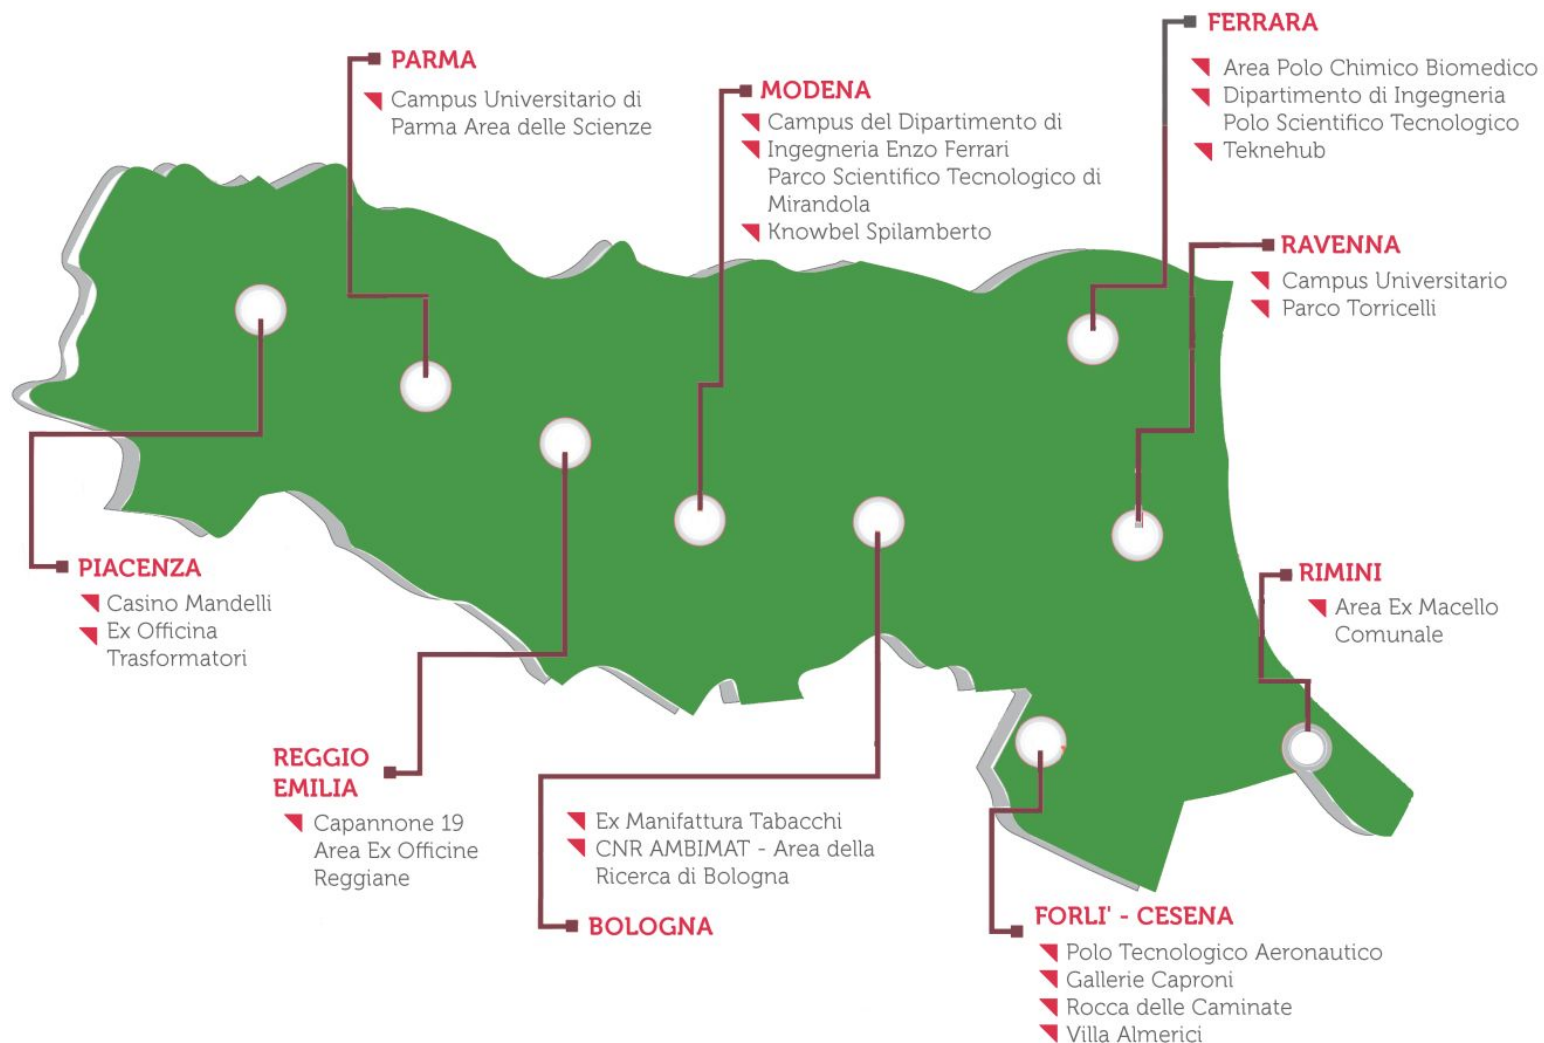 FERRARA
Area Polo Chimico Biomedico
Dipartimento di Ingegneria
Polo Scientifico Tecnologico
Teknehub
PARMA
Campus Universitario di
Parma Area delle Scienze
MODENA
Campus del Dipartimento di
Ingegneria Enzo Ferrari
Parco Scientifico Tecnologico di
Mirandola
Knowbel Spilamberto
RAVENNA
Campus Universitario
Parco Torricelli
PIACENZA
Casino Mandelli
Ex Officina
Trasformatori
RIMINI
Area Ex Macello
Comunale
REGGIO
EMILIA
Capannone 19
Area Ex Officine
Reggiane
Ex Manifattura Tabacchi
CNR AMBIMAT - Area della
Ricerca di Bologna
BOLOGNA
FORLI' - CESENA
Polo Tecnologico Aeronautico
Gallerie Caproni
Rocca delle Caminate
Villa Almerici